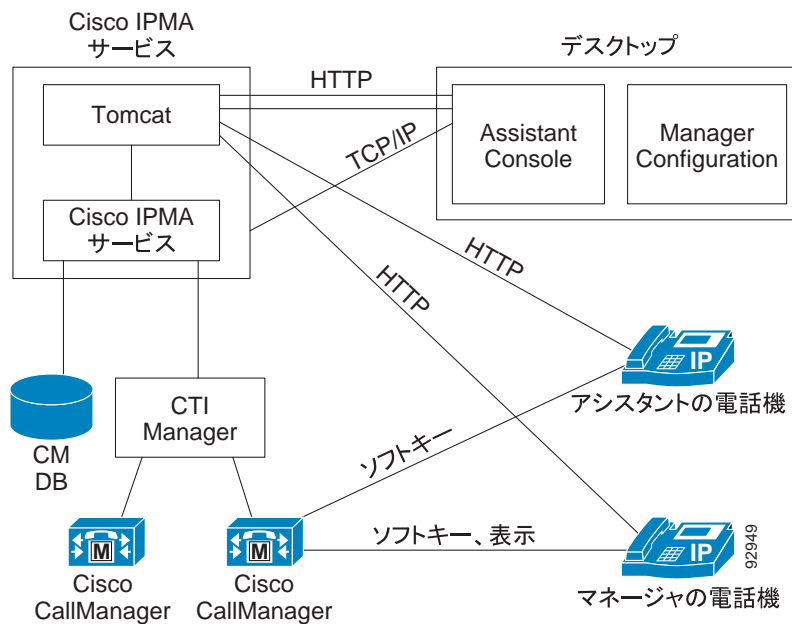 Cisco IPMA
サービス
デスクトップ
HTTP
Tomcat
Assistant
Console
Manager
Configuration
TCP/IP
Cisco IPMA
サービス
HTTP
HTTP
IP
アシスタントの電話機
CTI
Manager
ソフトキー
CM
DB
M
Cisco
CallManager
M
Cisco
CallManager
ソフトキー、表示
IP
マネージャの電話機
92949